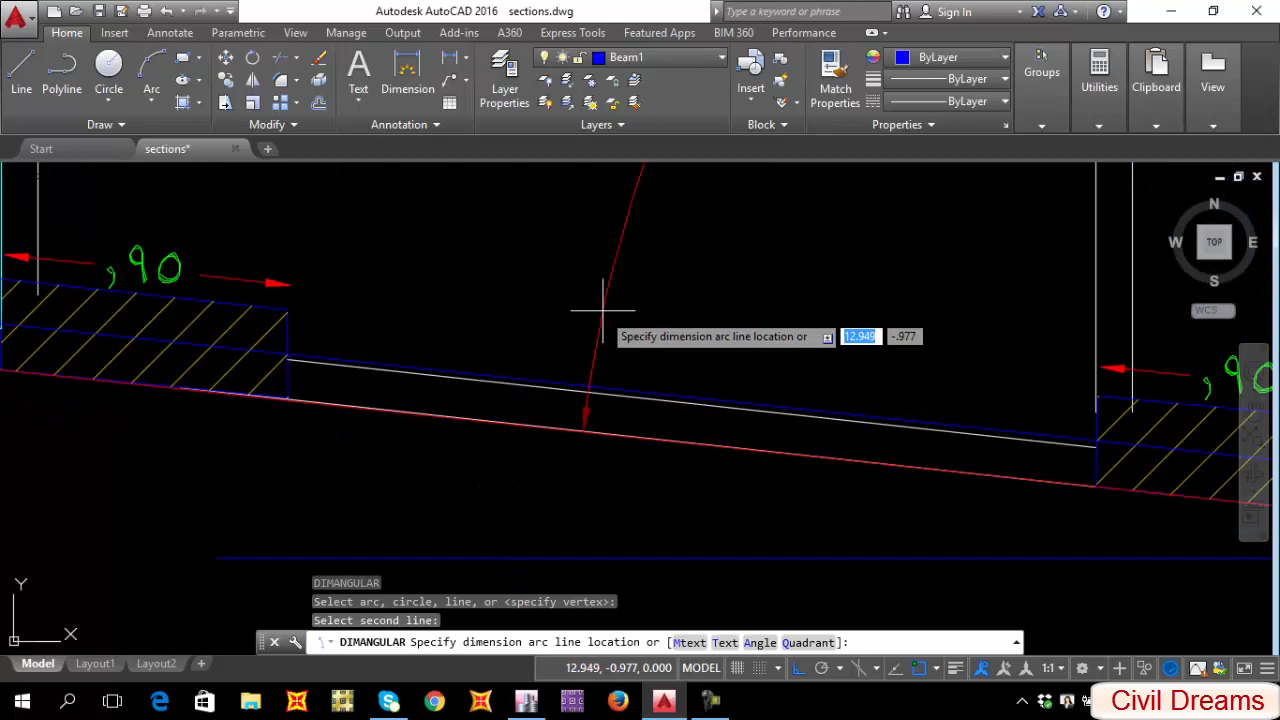 Autodesk AutoCAD 2016 sections.dwg
Type a keyword or phrase
Sign In
Home Insert Annotate Parametric View Manage Output Add-ins A360 Express Tools Featured Apps BIM 360 Performance
Beam1
ByLayer
ByLayer
ByLayer
Line Polyline Circle Arc
Text Dimension
Layer Properties
Insert
Match Properties
Groups
Utilities
Clipboard
View
Draw Modify Annotation Layers Block Properties
Start sections*
N
W TOP E
S
WCS
,90
,90
Specify dimension arc line location or 12.949 -.977
Y
X
DIMANGULAR
Select arc, circle, line, or <specify vertex>:
Select second line:
DIMANGULAR Specify dimension arc line location or [Mtext Text Angle Quadrant]:
Model Layout1 Layout2
12.949, -0.977, 0.000 MODEL
1:1
Civil Dreams